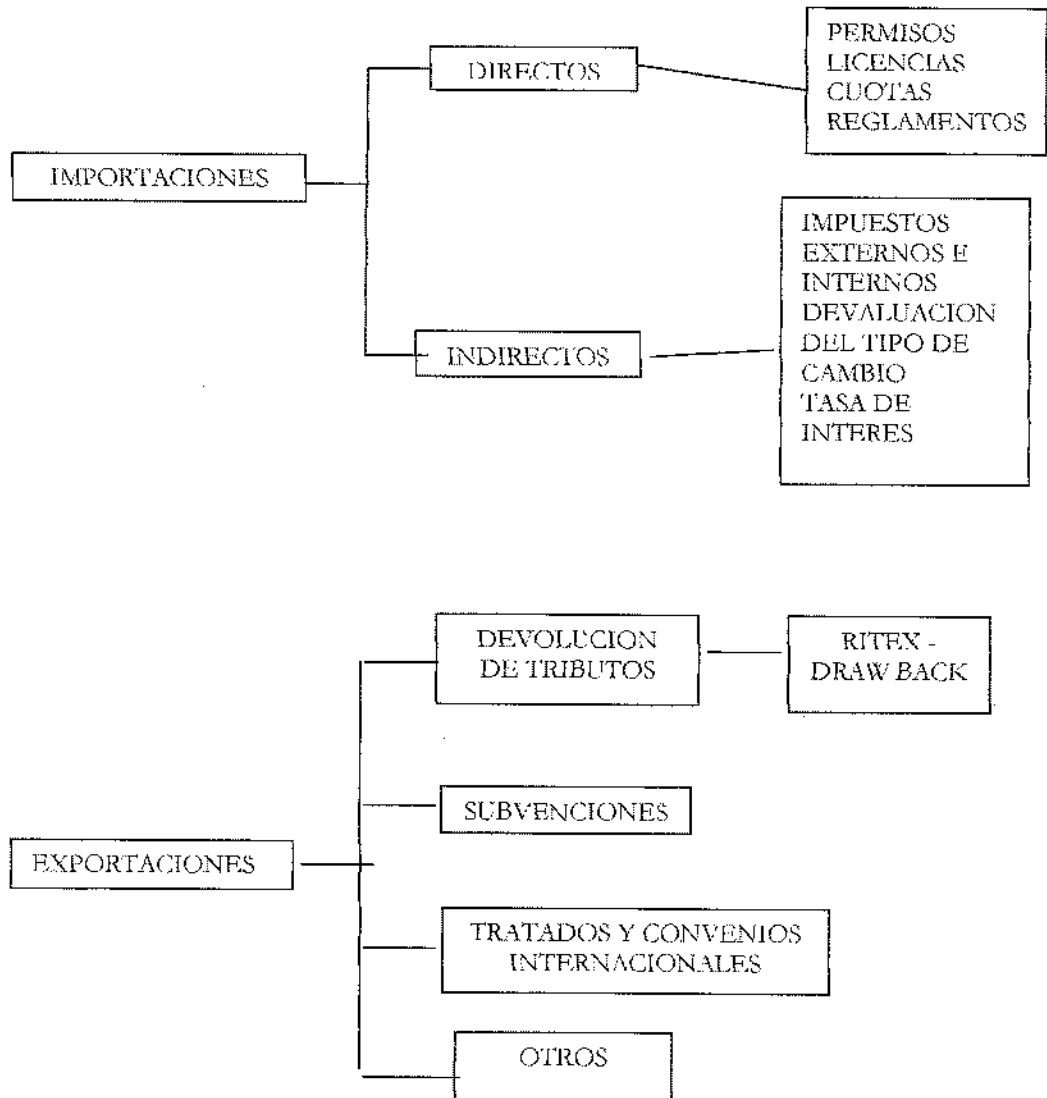 IMPORTACIONES
DIRECTOS
PERMISOS
LICENCIAS
CUOTAS
REGLAMENTOS
INDIRECTOS
IMPUESTOS
EXTERNOS E
INTERNOS
DEVALUACION
DEL TIPO DE
CAMBIO
TASA DE
INTERES
EXPORTACIONES
DEVOLUCION
DE TRIBUTOS
RITEX -
DRAW BACK
SUBVENCIONES
TRATADOS Y CONVENIOS
INTERNACIONALES
OTROS